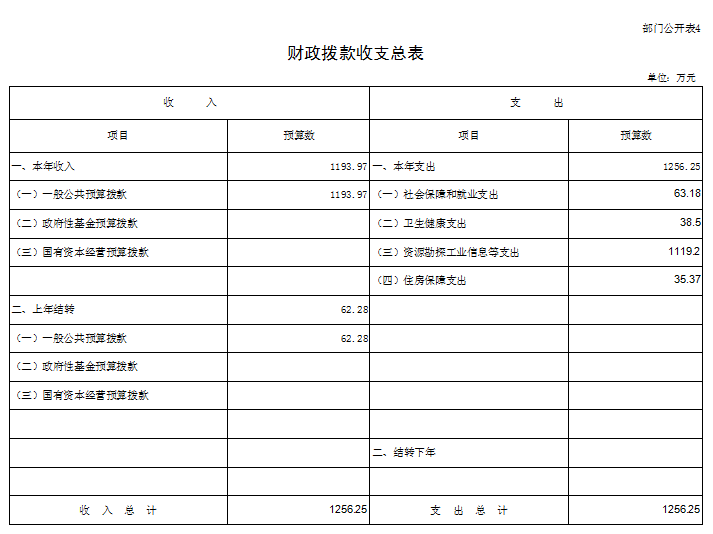 部门公开表4
财政拨款收支总表
单位：万元
收 入 支 出
项目 预算数 项目 预算数
一、本年收入 1193.97 一、本年支出 1256.25
（一）一般公共预算拨款 1193.97 （一）社会保障和就业支出 63.18
（二）政府性基金预算拨款 （二）卫生健康支出 38.5
（三）国有资本经营预算拨款 （三）资源勘探工业信息等支出 1119.2
（四）住房保障支出 35.37
二、上年结转 62.28
（一）一般公共预算拨款 62.28
（二）政府性基金预算拨款
（三）国有资本经营预算拨款
二、结转下年
收 入 总 计 1256.25 支 出 总 计 1256.25